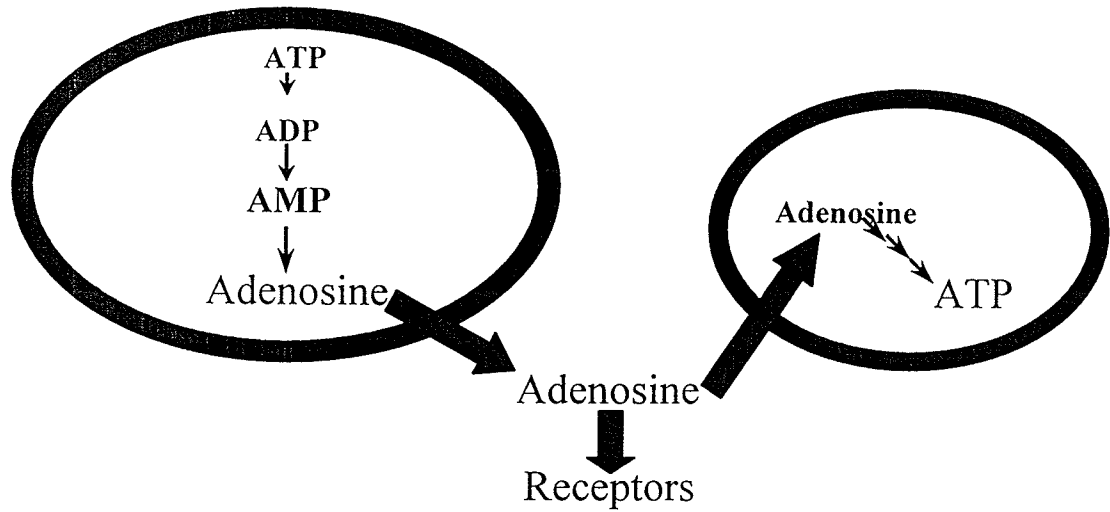 ATP
ADP
AMP
Adenosine
Adenosine
ATP
Adenosine
Receptors